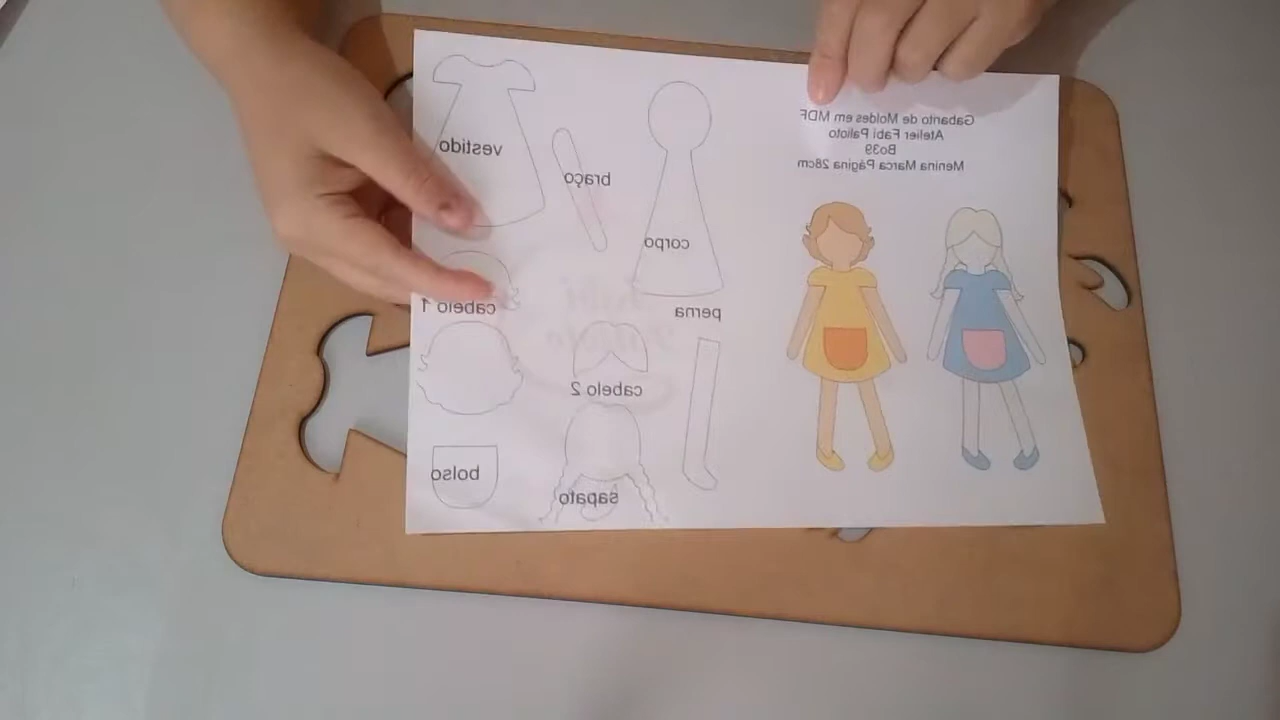 Gabarito de Moldes em MDF
Atelier Fabi Palioto
Bo39
Menina Marca Página 28cm
vestido
braço
corpo
cabelo 1
perna
cabelo 2
bolso
sapato